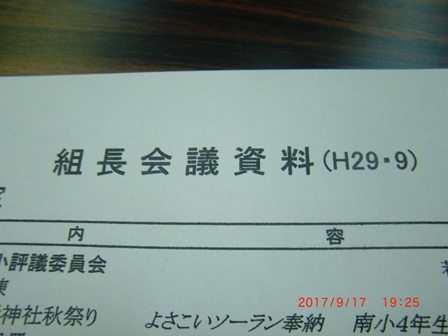 組長会議資料(H29・9)
内 容
小評議委員会
神社秋祭り よさこいソーラン奉納 南小4年生
2017/9/17 19:25